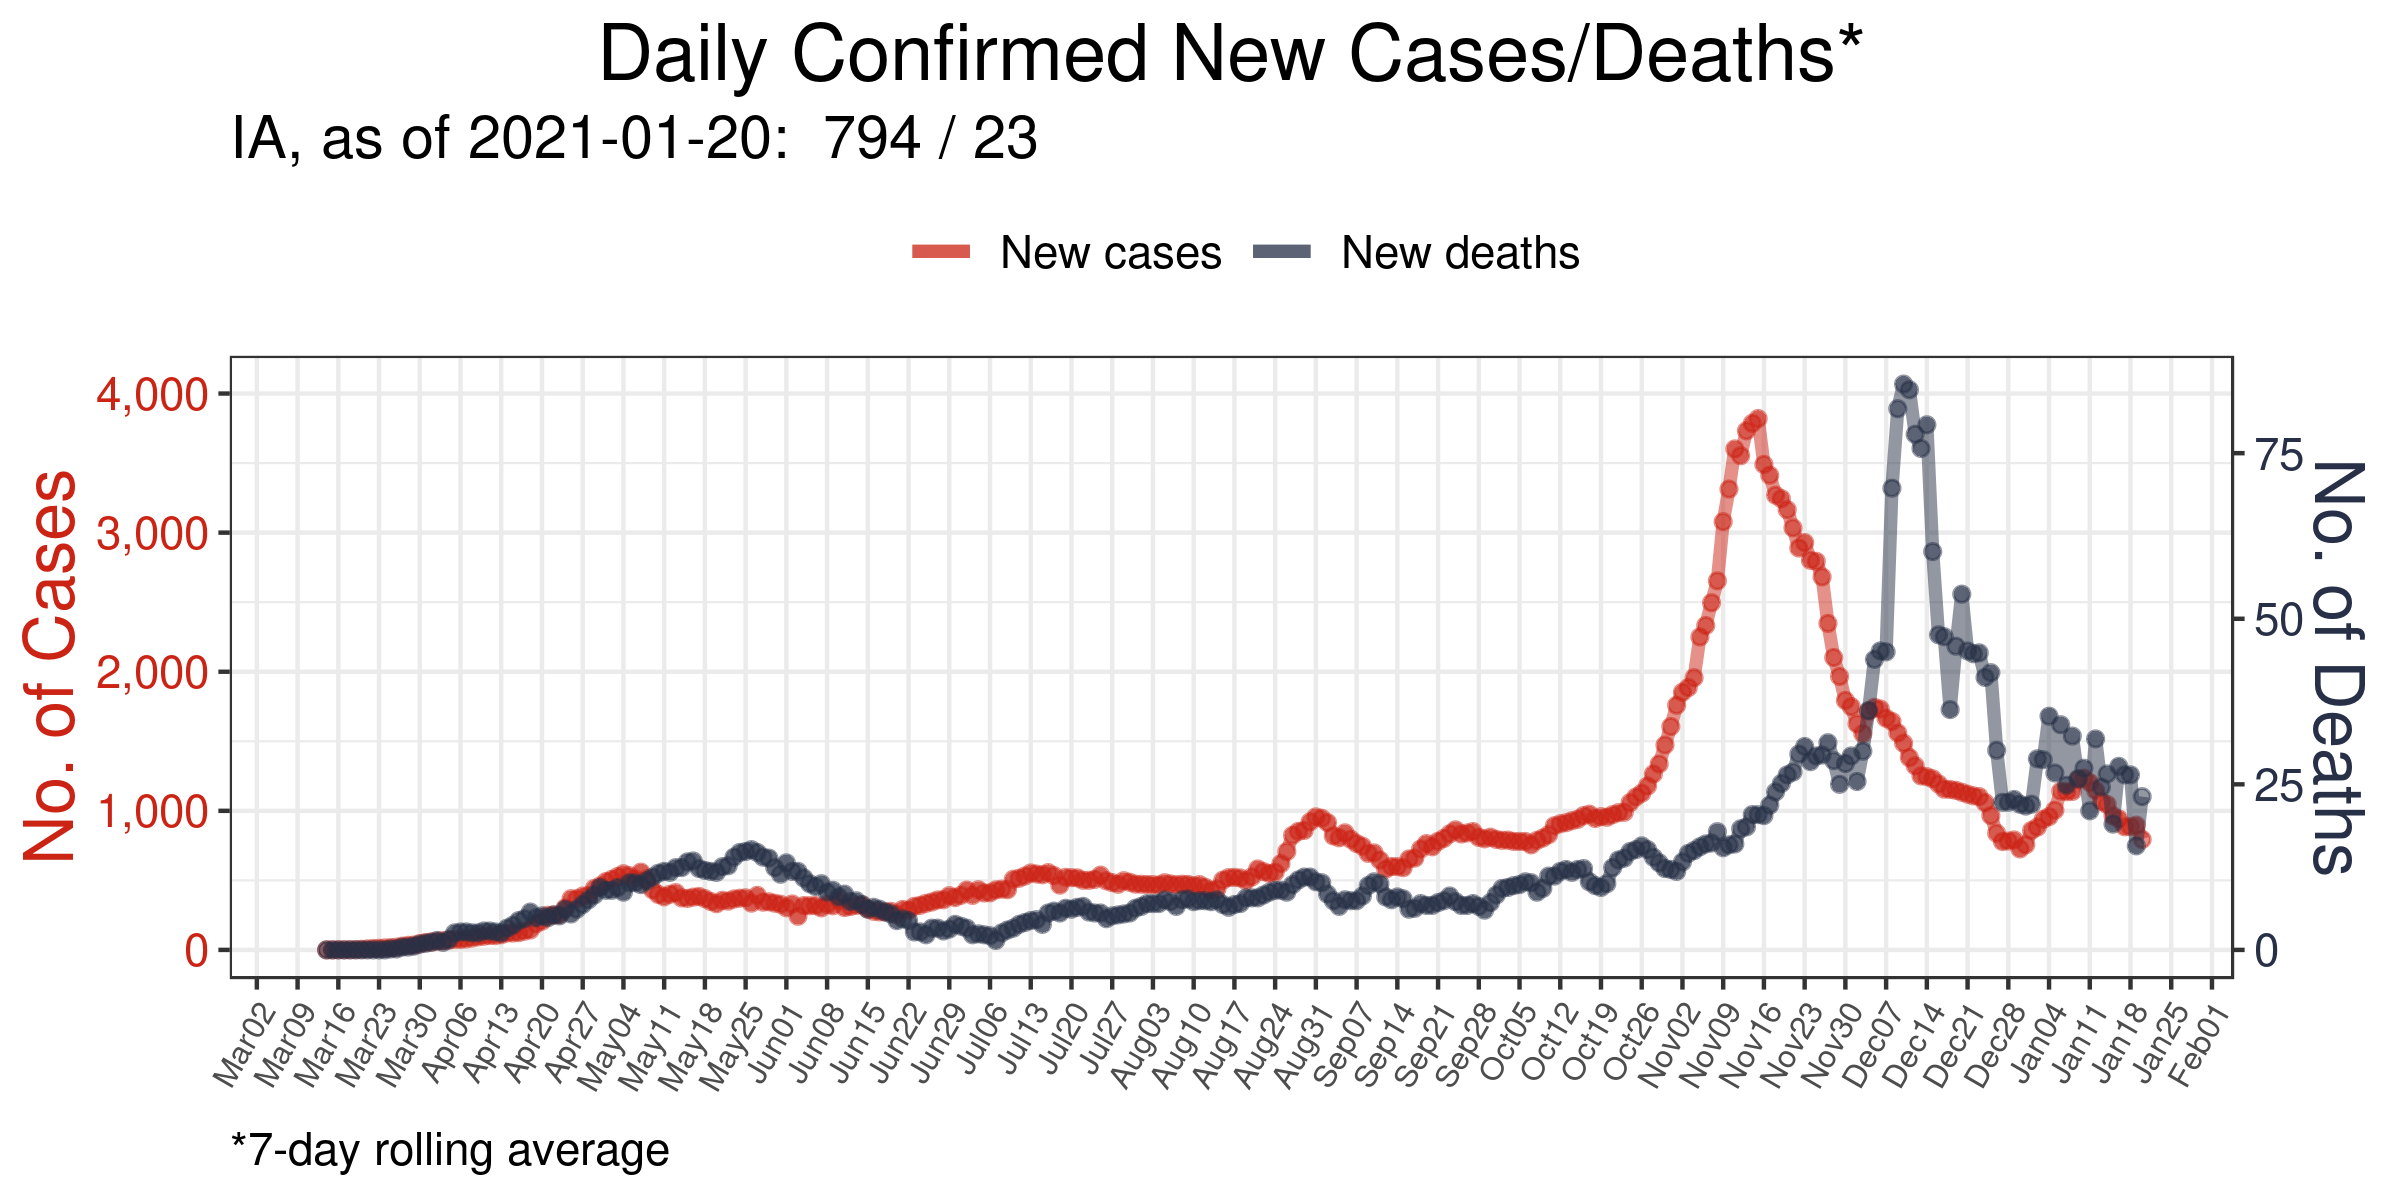 Daily Confirmed New Cases/Deaths*
IA, as of 2021-01-20:  794 / 23
New cases New deaths
No. of Cases
4,000
3,000
2,000
1,000
0
75
50
25
0
No. of Deaths
Mar02 Mar09 Mar16 Mar23 Mar30 Apr06 Apr13 Apr20 Apr27 May04 May11 May18 May25 Jun01 Jun08 Jun15 Jun22 Jun29 Jul06 Jul13 Jul20 Jul27 Aug03 Aug10 Aug17 Aug24 Aug31 Sep07 Sep14 Sep21 Sep28 Oct05 Oct12 Oct19 Oct26 Nov02 Nov09 Nov16 Nov23 Nov30 Dec07 Dec14 Dec21 Dec28 Jan04 Jan11 Jan18 Jan25 Feb01
*7-day rolling average